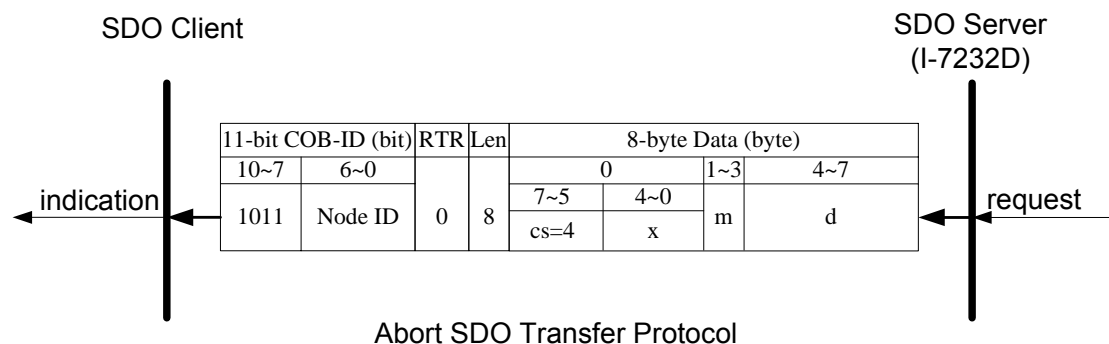 SDO Client
SDO Server
(I-7232D)
11-bit COB-ID (bit) RTR Len 8-byte Data (byte)
10~7 6~0 0 1~3 4~7
indication 1011 Node ID 0 8 7~5 4~0 m d request
cs=4 x
Abort SDO Transfer Protocol